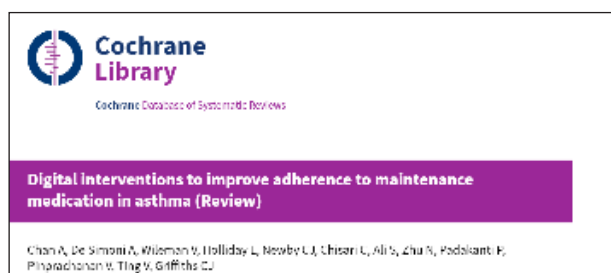 Cochrane
Library
Cochrane Database of Systematic Reviews
Digital interventions to improve adherence to maintenance
medication in asthma (Review)
Chan A, De Simoni A, Wileman V, Holliday L, Newby CJ, Chisari C, Ali S, Zhu N, Padakanti P,
Pinprachanan V, Ting V, Griffiths CJ